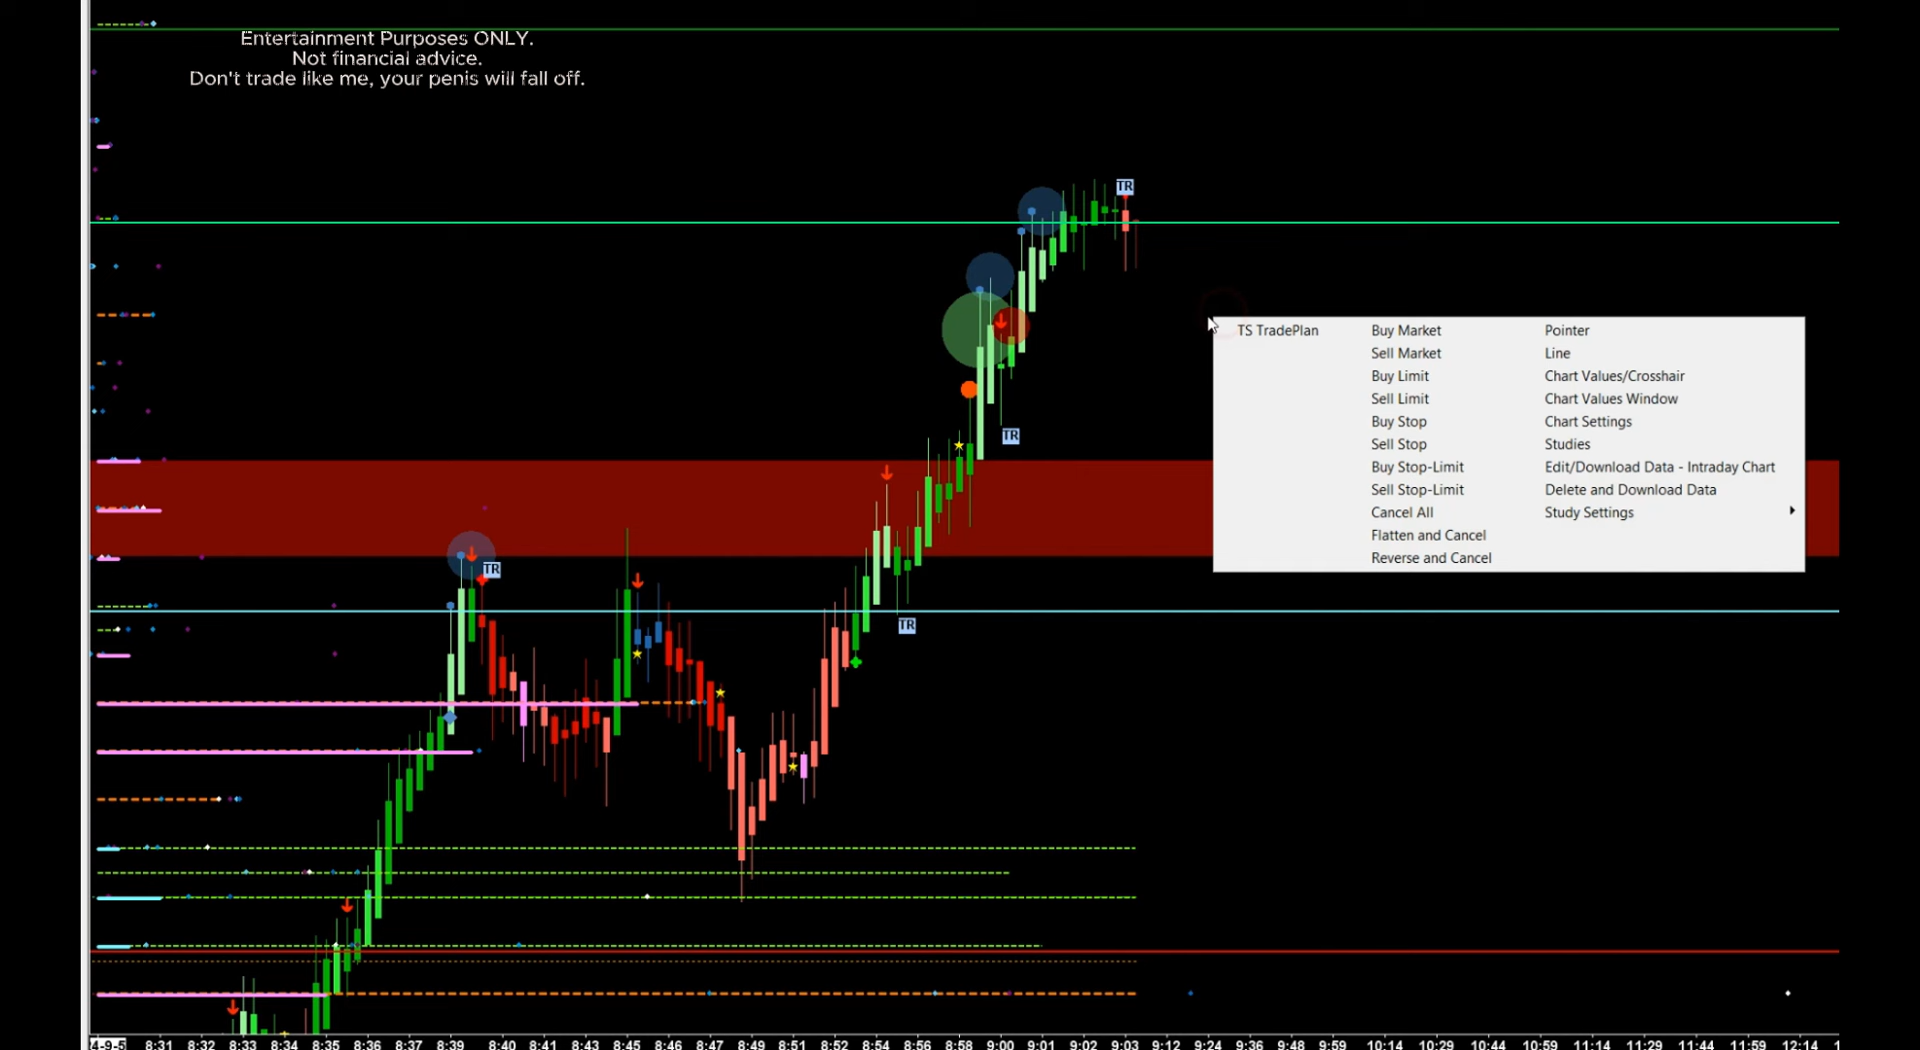 Entertainment Purposes ONLY.
Not financial advice.
Don't trade like me, your penis will fall off.
TR
TR
TR
TR
TS TradePlan
Buy Market
Sell Market
Buy Limit
Sell Limit
Buy Stop
Sell Stop
Buy Stop-Limit
Sell Stop-Limit
Cancel All
Flatten and Cancel
Reverse and Cancel
Pointer
Line
Chart Values/Crosshair
Chart Values Window
Chart Settings
Studies
Edit/Download Data - Intraday Chart
Delete and Download Data
Study Settings
4-9-5 8:31 8:32 8:33 8:34 8:35 8:36 8:37 8:39 8:40 8:41 8:43 8:45 8:46 8:47 8:49 8:51 8:52 8:54 8:56 8:58 9:00 9:01 9:02 9:03 9:12 9:24 9:36 9:48 9:59 10:14 10:29 10:44 10:59 11:14 11:29 11:44 11:59 12:14